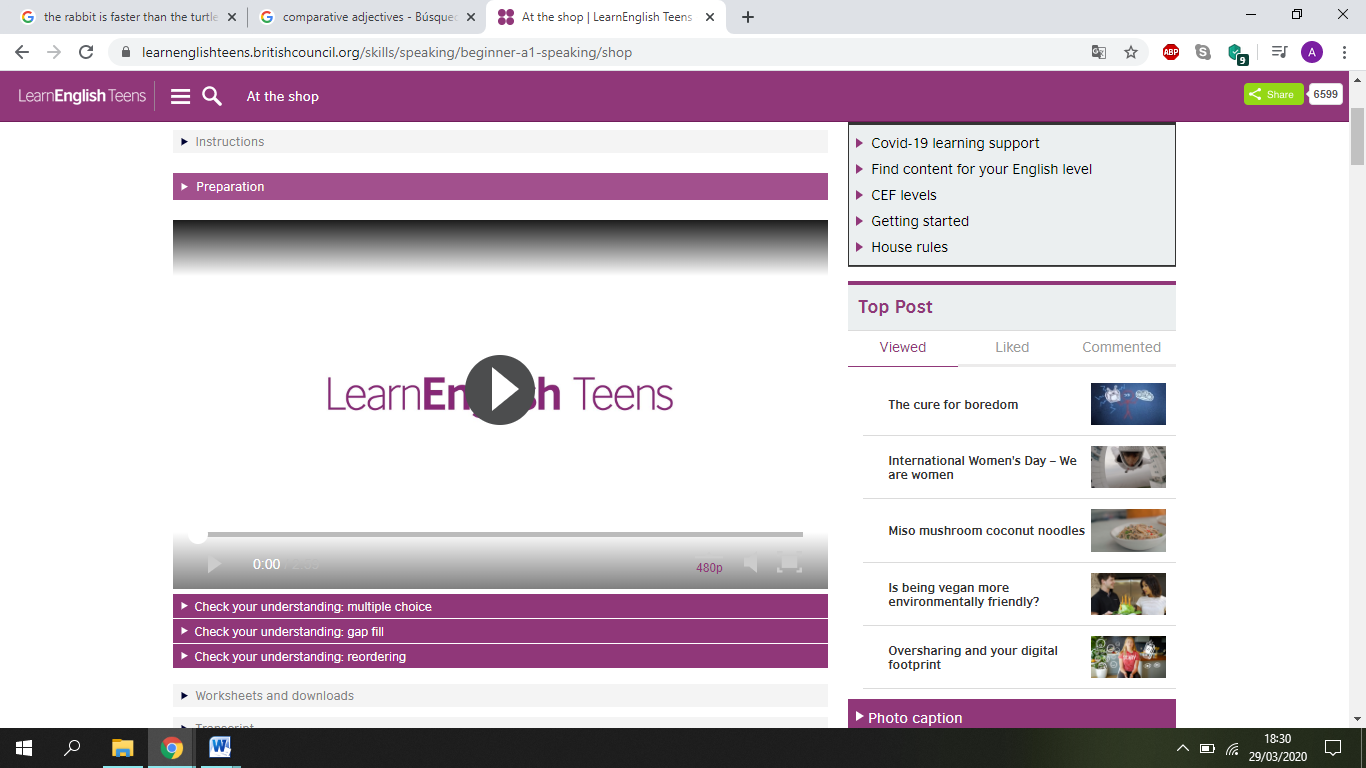 the rabbit is faster than the turtle
comparative adjectives - Búsqued
At the shop | LearnEnglish Teens
learnenglishteens.britishcouncil.org/skills/speaking/beginner-a1-speaking/shop
ABP
9
A
LearnEnglish Teens
At the shop
Share
6599
Instructions
Preparation
LearnEnglish Teens
0:00
480p
Check your understanding: multiple choice
Check your understanding: gap fill
Check your understanding: reordering
Worksheets and downloads
Transcript
Covid-19 learning support
Find content for your English level
CEF levels
Getting started
House rules
Top Post
Viewed
Liked
Commented
The cure for boredom
International Women's Day – We
are women
Miso mushroom coconut noodles
Is being vegan more
environmentally friendly?
Oversharing and your digital
footprint
Photo caption
18:30
29/03/2020